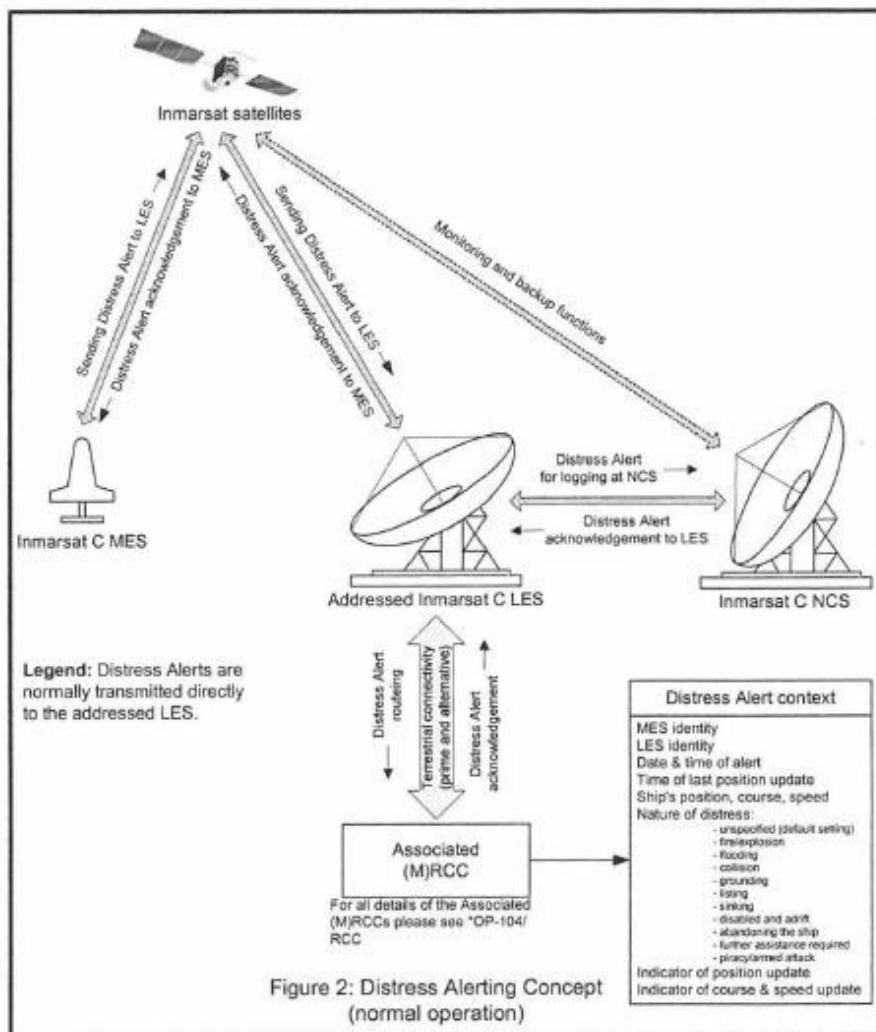 Inmarsat satellites
Sending Distress Alert to LES
Distress Alert acknowledgement to MES
Sending Distress Alert to LES
Distress Alert acknowledgement to MES
Monitoring and backup functions
Inmarsat C MES
Distress Alert
for logging at NCS
Distress Alert
acknowledgement to LES
Addressed Inmarsat C LES
Inmarsat C NCS
Legend: Distress Alerts are
normally transmitted directly
to the addressed LES.
Distress Alert
routeing
Terrestrial connectivity
(prime and alternative)
Distress Alert
acknowledgement
Associated
(M)RCC
For all details of the Associated
(M)RCCs please see "OP-104/
RCC
Distress Alert context
MES identity
LES identity
Date & time of alert
Time of last position update
Ship's position, course, speed
Nature of distress:
- unspecified (default setting)
- fire/explosion
- flooding
- collision
- grounding
- listing
- sinking
- disabled and adrift
- abandoning the ship
- further assistance required
- piracy/armed attack
Indicator of position update
Indicator of course & speed update
Figure 2: Distress Alerting Concept
(normal operation)